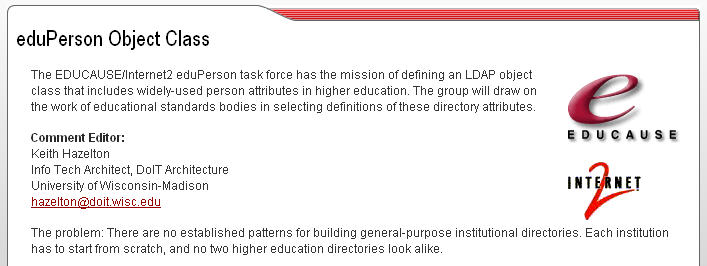 eduPerson Object Class
The EDUCAUSE/Internet2 eduPerson task force has the mission of defining an LDAP object
class that includes widely-used person attributes in higher education. The group will draw on
the work of educational standards bodies in selecting definitions of these directory attributes.
e
EDUCAUSE
Comment Editor:
Keith Hazelton
Info Tech Architect, DoIT Architecture
University of Wisconsin-Madison
hazelton@doit.wisc.edu
INTERNET
2
The problem: There are no established patterns for building general-purpose institutional directories. Each institution
has to start from scratch, and no two higher education directories look alike.